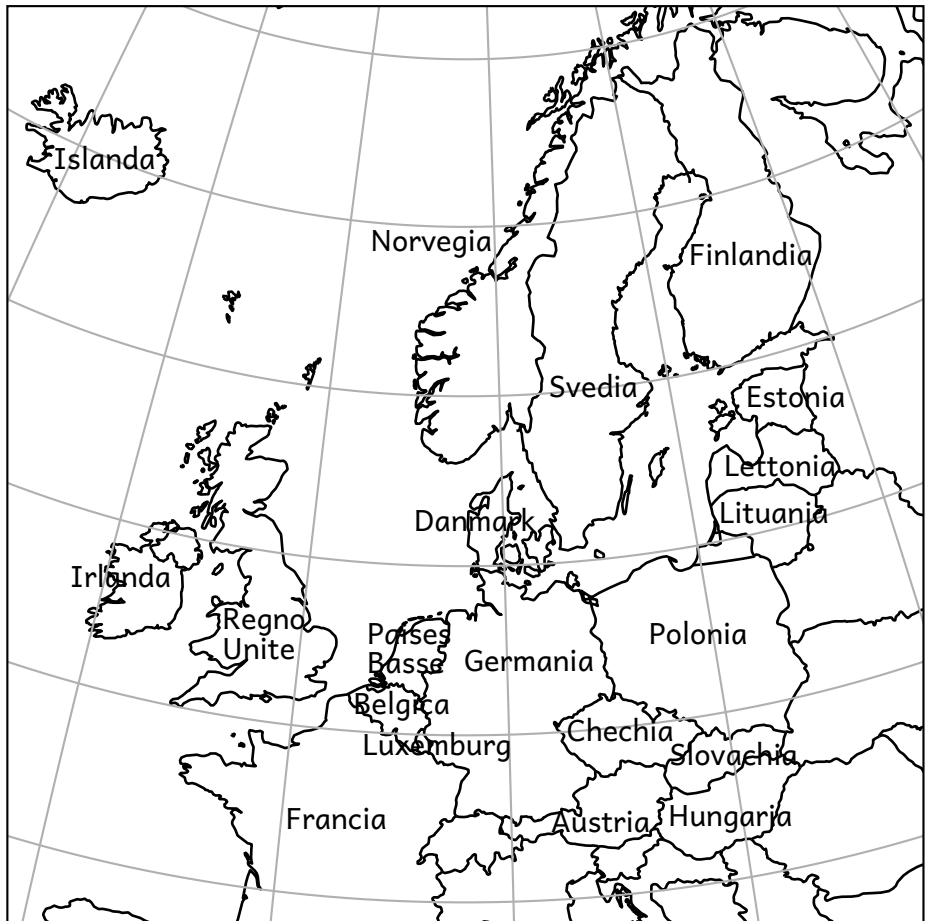 Islanda
Norvegia
Finlandia
Svedia
Estonia
Lettonia
Lituania
Danmark
Irlanda
Regno
Unite
Païses
Basse
Polonia
Germania
Belgica
Chechia
Luxemburg
Slovachia
Francia
Austria
Hungaria